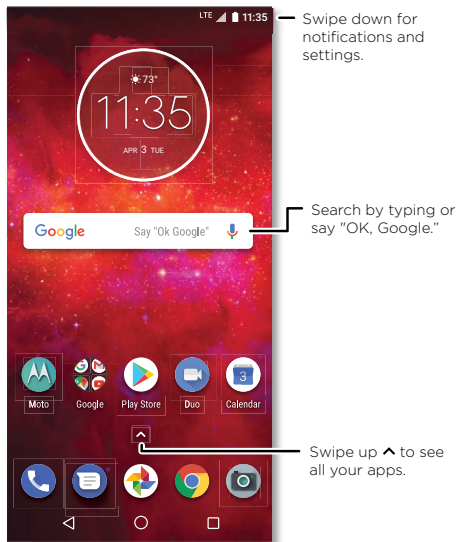 LTE 11:35
Swipe down for
notifications and
settings.
73°
11:35
APR 3 TUE
Google Say "Ok Google"
Search by typing or
say "OK, Google.”
Moto Google Play Store Duo Calendar
G M
3
Swipe up ^ to see
all your apps.